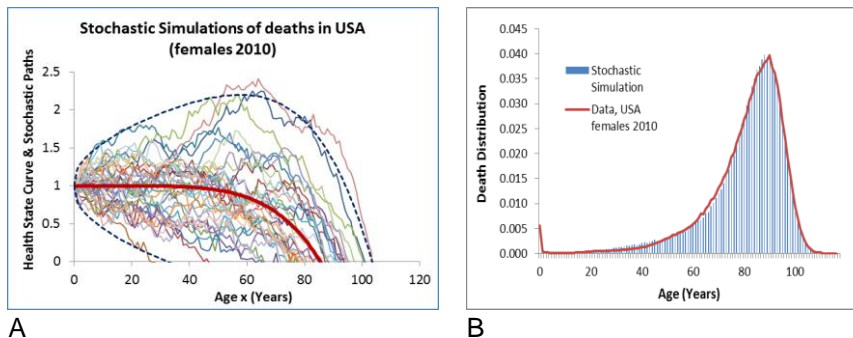 Stochastic Simulations of deaths in USA
(females 2010)
Health State Curve & Stochastic Paths
2.5
2
1.5
1
0.5
0
0 20 40 60 80 100 120
Age x (Years)
A
Death Distribution
0.045
0.040
0.035
0.030
0.025
0.020
0.015
0.010
0.005
0.000
Stochastic
Simulation
Data, USA
females 2010
0 20 40 60 80 100
Age (Years)
B